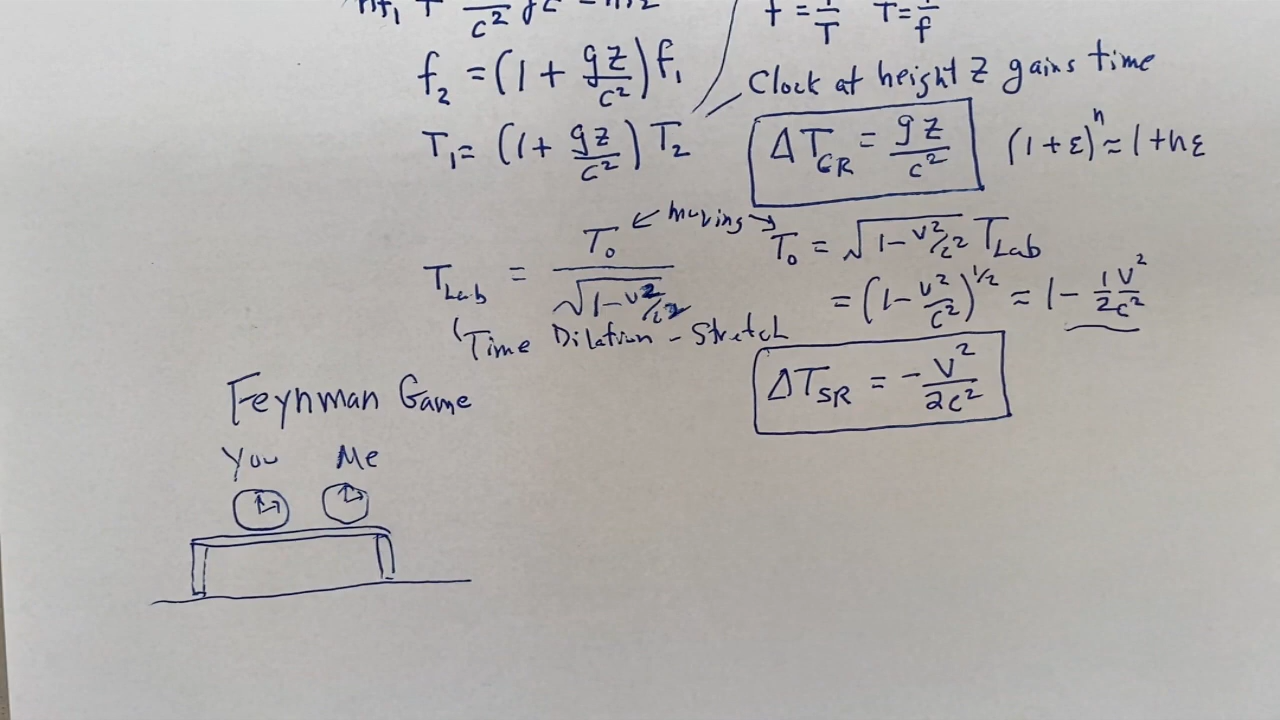 f = 1/T   T = 1/f
f₂ = (1 + gz/c²) f₁
Clock at height z gains time
T₁ = (1 + gz/c²) T₂
ΔT_GR = gz/c²
(1+ε)ⁿ ≈ 1+nε
← moving →
T_Lab = T₀/√(1-v²/c²)
T₀ = √(1-v²/c²) T_Lab
= (1-v²/c²)^1/2 ≈ 1 - 1/2 v²/c²
Time Dilation - Stretch
ΔT_SR = - v²/2c²
Feynman Game
You Me